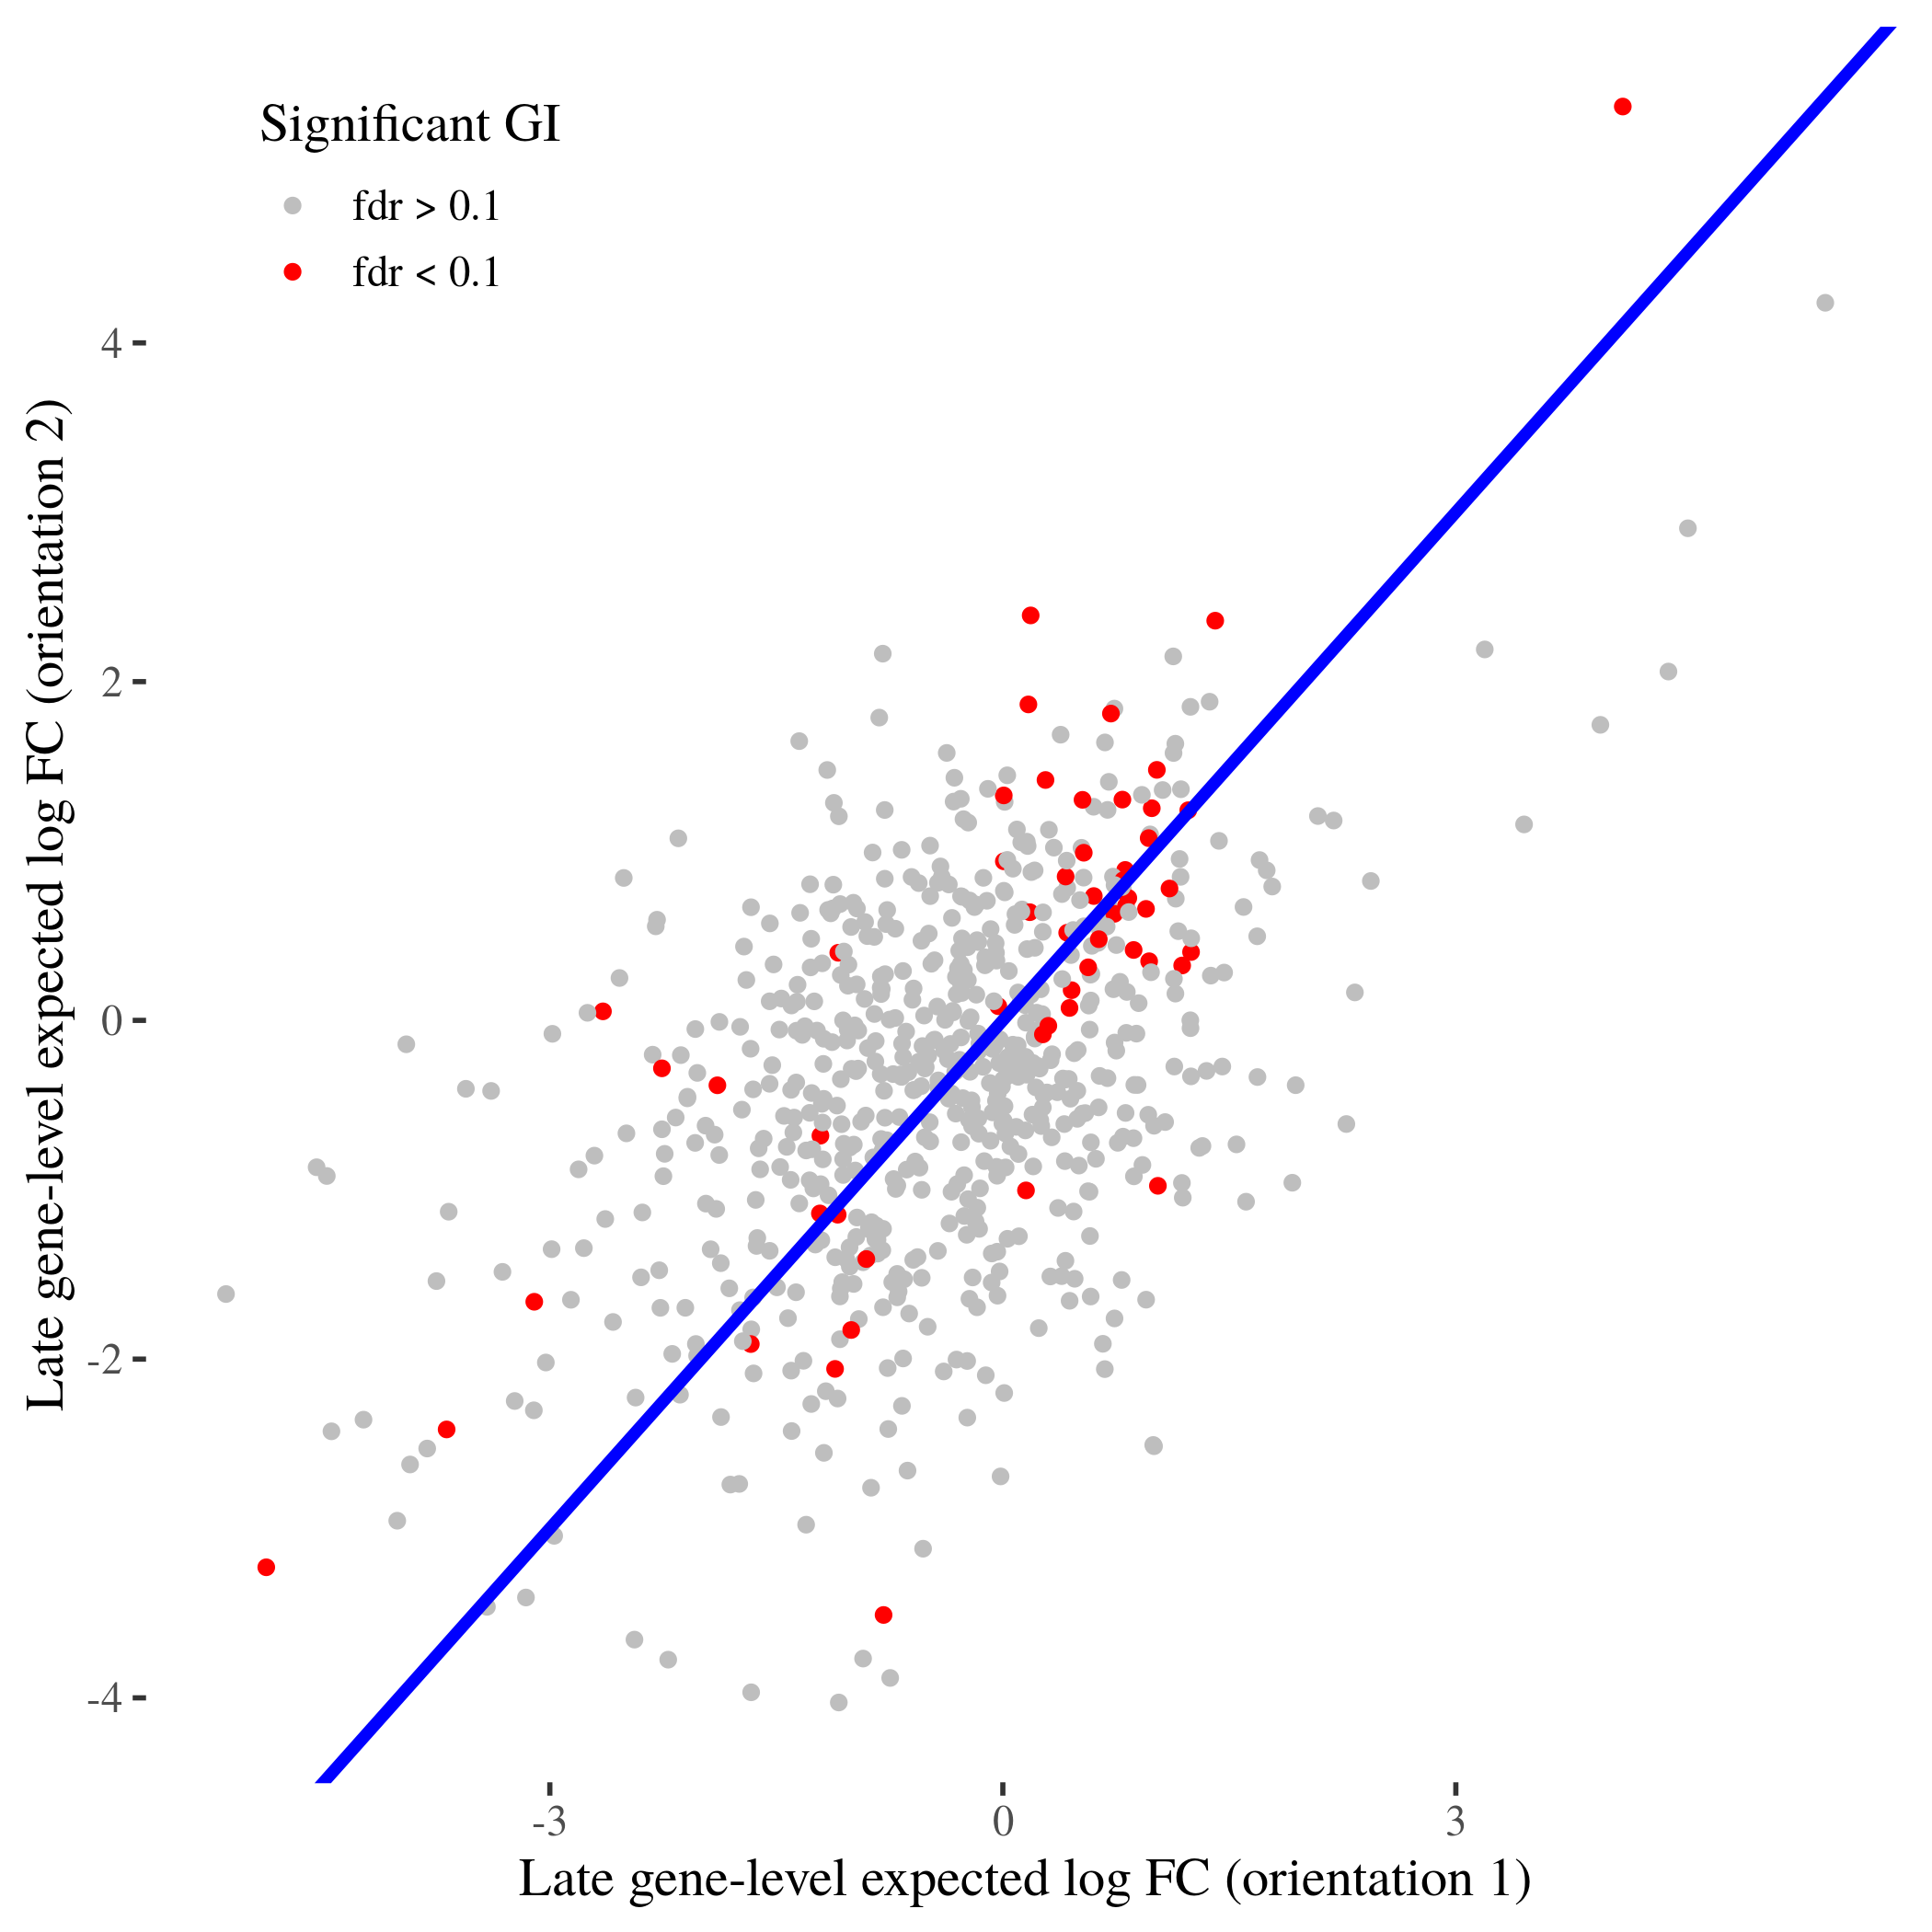 Significant GI
fdr > 0.1
fdr < 0.1
4
2
0
-2
-4
Late gene-level expected log FC (orientation 2)
-3
0
3
Late gene-level expected log FC (orientation 1)